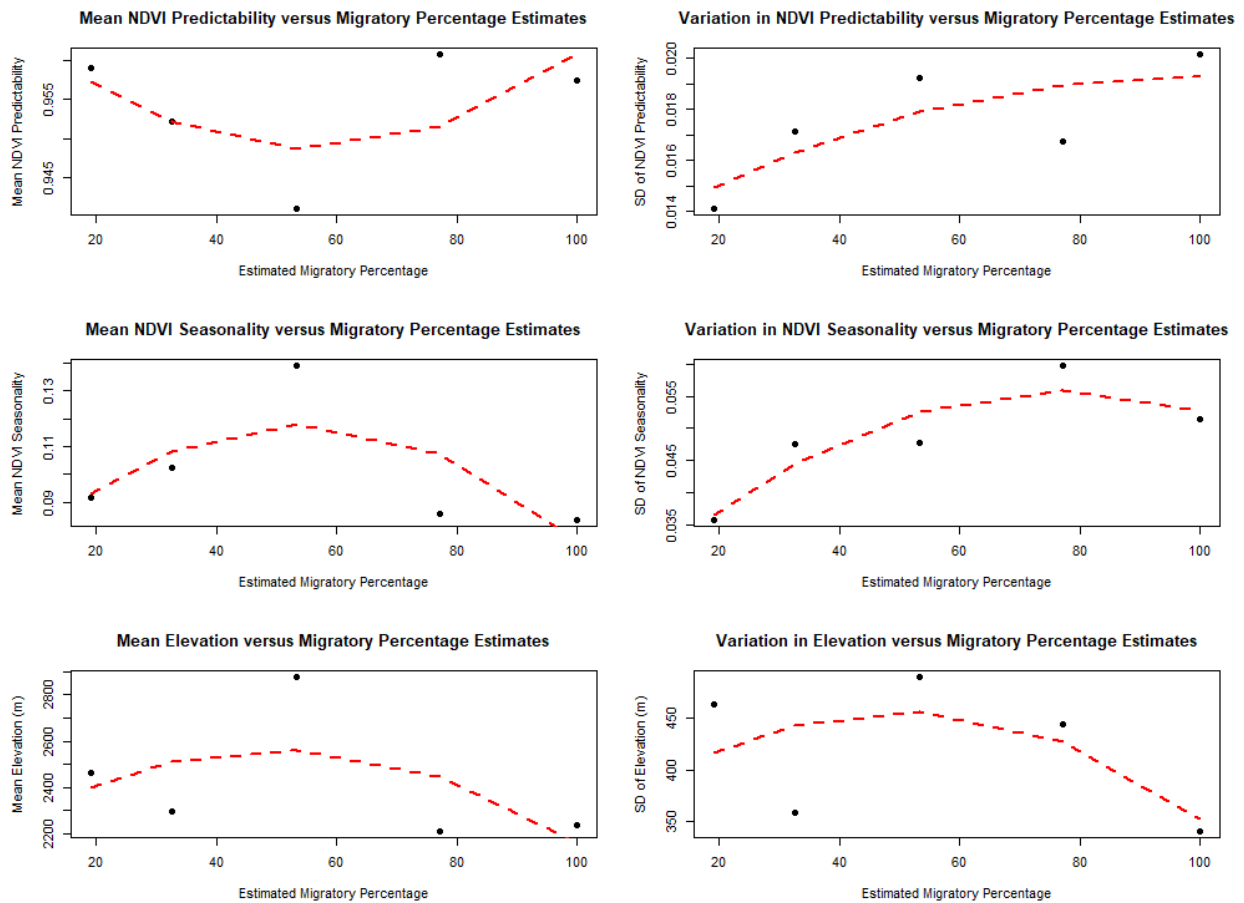 Mean NDVI Predictability versus Migratory Percentage Estimates
Mean NDVI Predictability
0.945 0.955
20 40 60 80 100
Estimated Migratory Percentage
Variation in NDVI Predictability versus Migratory Percentage Estimates
SD of NDVI Predictability
0.014 0.016 0.018 0.020
20 40 60 80 100
Estimated Migratory Percentage
Mean NDVI Seasonality versus Migratory Percentage Estimates
Mean NDVI Seasonality
0.09 0.11 0.13
20 40 60 80 100
Estimated Migratory Percentage
Variation in NDVI Seasonality versus Migratory Percentage Estimates
SD of NDVI Seasonality
0.035 0.045 0.055
20 40 60 80 100
Estimated Migratory Percentage
Mean Elevation versus Migratory Percentage Estimates
Mean Elevation (m)
2200 2400 2600 2800
20 40 60 80 100
Estimated Migratory Percentage
Variation in Elevation versus Migratory Percentage Estimates
SD of Elevation (m)
350 400 450
20 40 60 80 100
Estimated Migratory Percentage